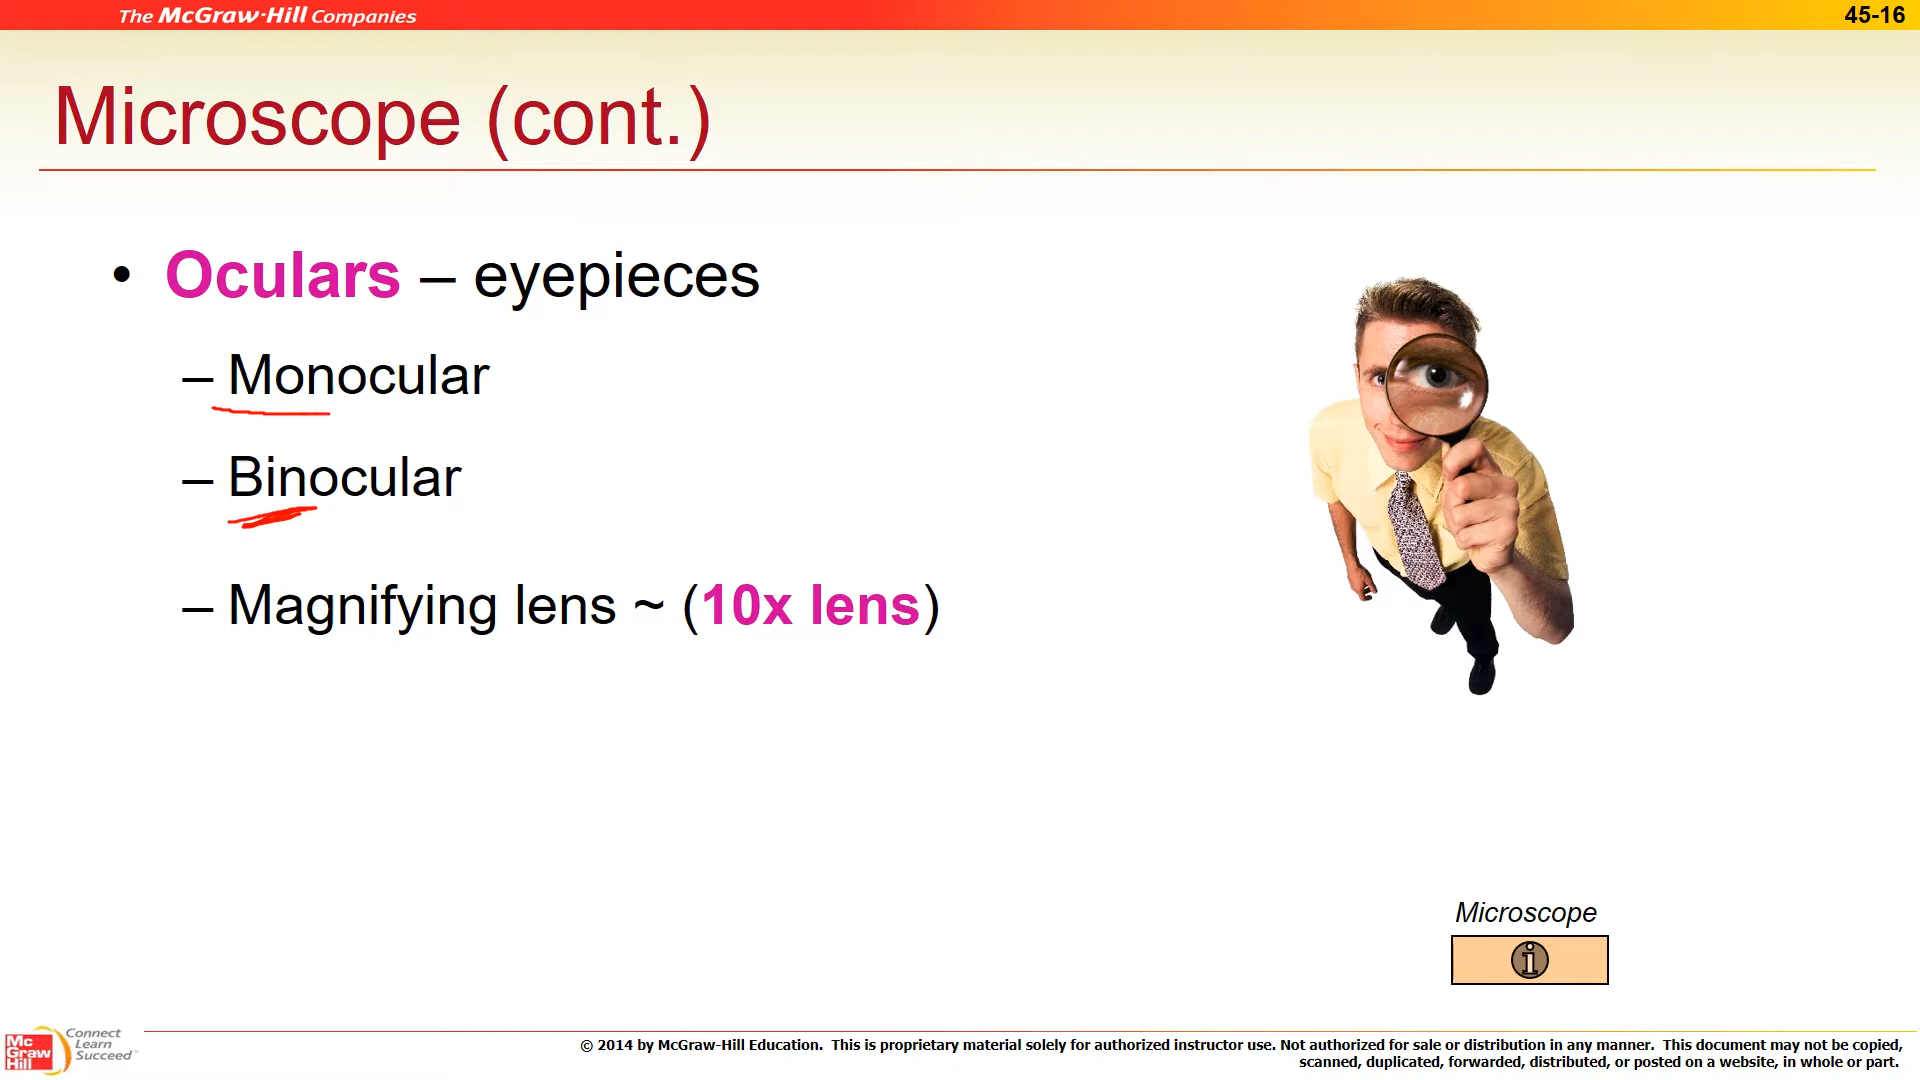 The McGraw·Hill Companies
45-16
Microscope (cont.)
• Oculars – eyepieces
– Monocular
– Binocular
– Magnifying lens ~ (10x lens)
Microscope
i
Mc
Graw
Hill
Connect
Learn
Succeed™
© 2014 by McGraw-Hill Education. This is proprietary material solely for authorized instructor use. Not authorized for sale or distribution in any manner. This document may not be copied,
scanned, duplicated, forwarded, distributed, or posted on a website, in whole or part.